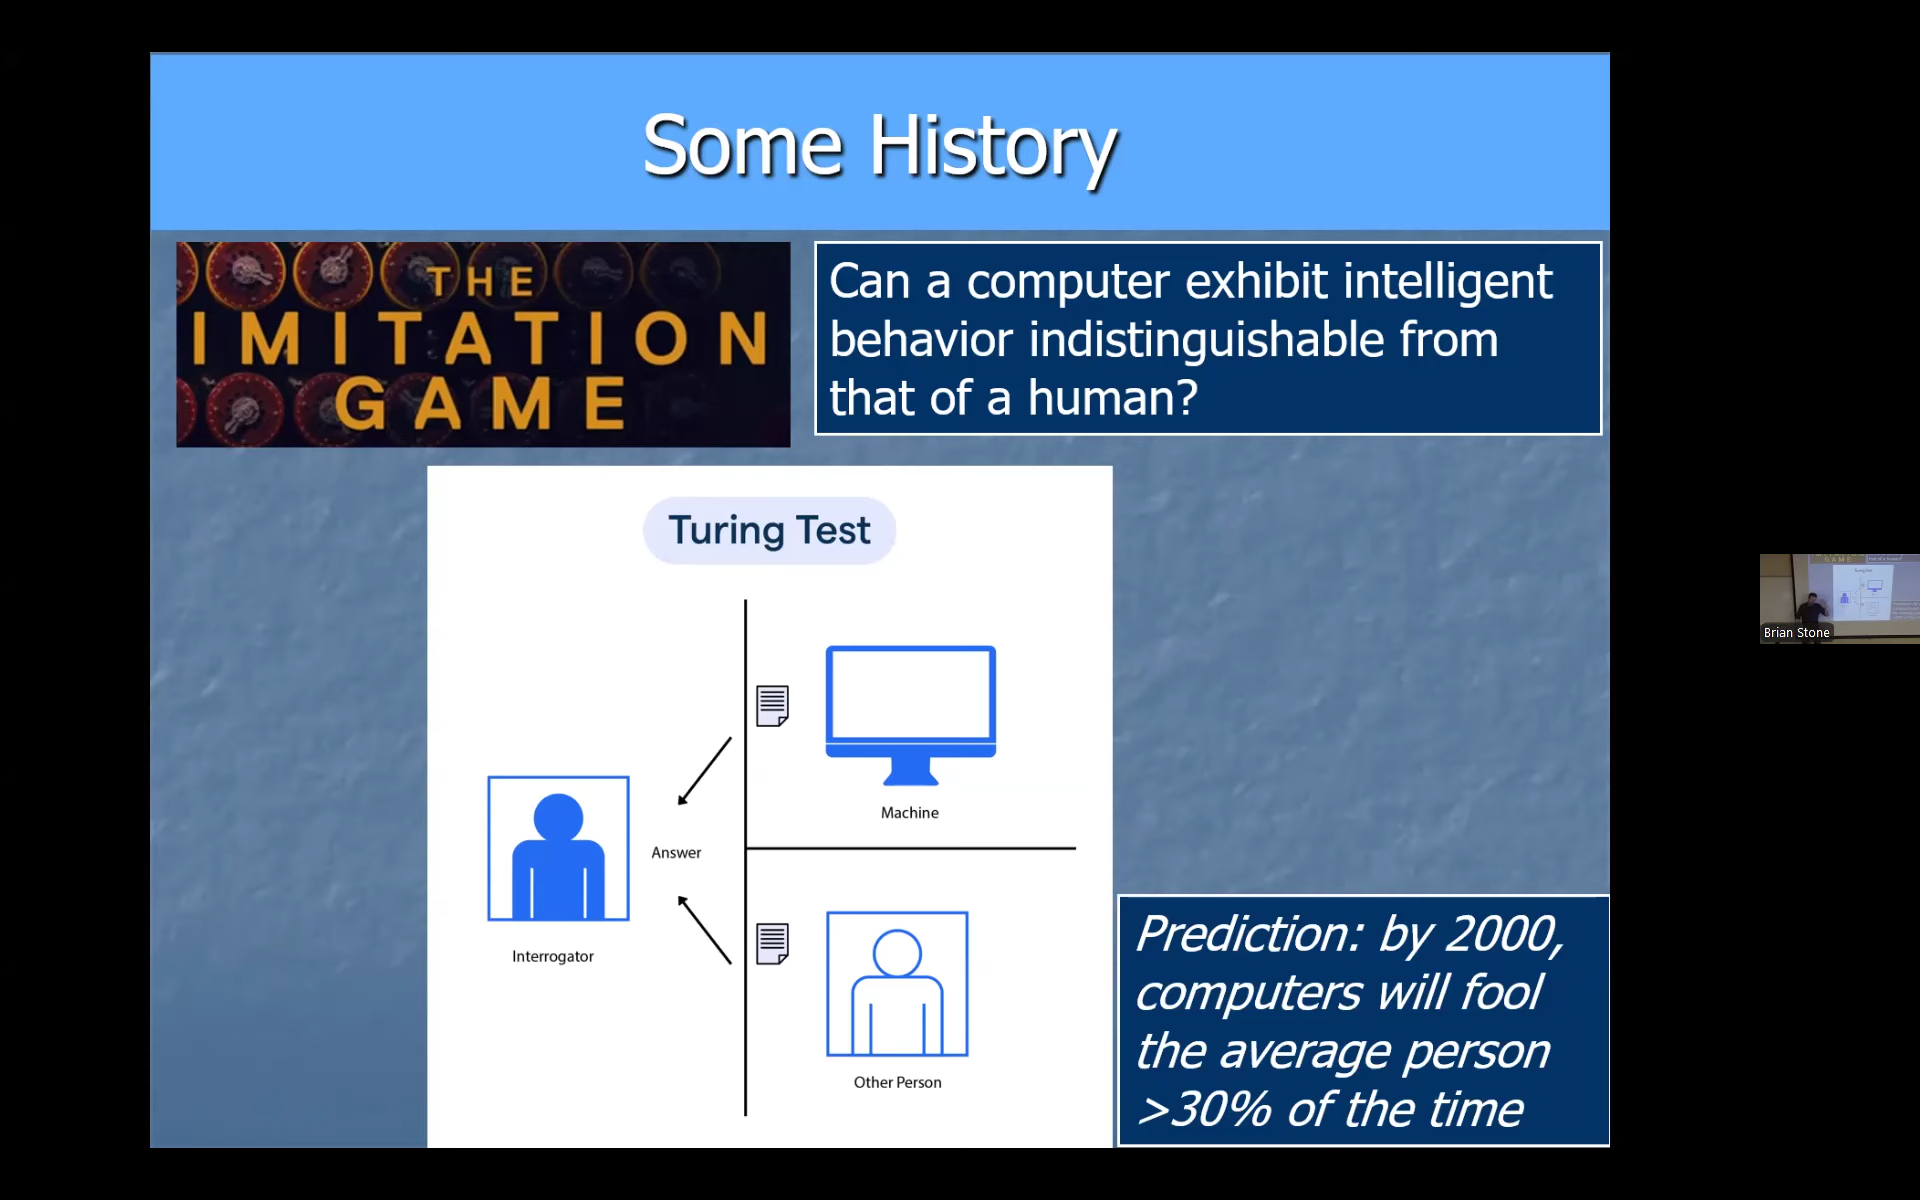 Some History
THE
IMITATION
GAME
Can a computer exhibit intelligent
behavior indistinguishable from
that of a human?
Turing Test
Machine
Answer
Interrogator
Other Person
Prediction: by 2000,
computers will fool
the average person
>30% of the time
Brian Stone